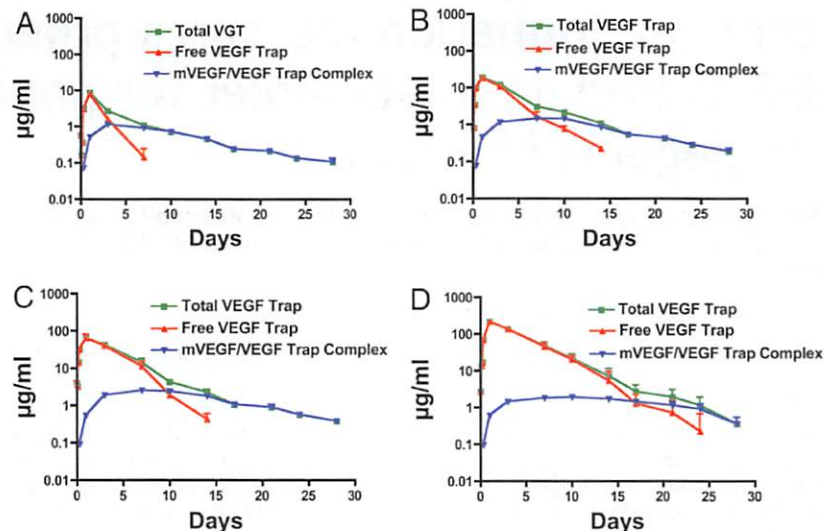 A
1000
100
10
1
0.1
0.01
µg/ml
0 5 10 15 20 25 30
Days
Total VGT
Free VEGF Trap
mVEGF/VEGF Trap Complex
B
1000
100
10
1
0.1
0.01
µg/ml
0 5 10 15 20 25 30
Days
Total VEGF Trap
Free VEGF Trap
mVEGF/VEGF Trap Complex
C
1000
100
10
1
0.1
0.01
µg/ml
0 5 10 15 20 25 30
Days
Total VEGF Trap
Free VEGF Trap
mVEGF/VEGF Trap Complex
D
1000
100
10
1
0.1
0.01
µg/ml
0 5 10 15 20 25 30
Days
Total VEGF Trap
Free VEGF Trap
mVEGF/VEGF Trap Complex